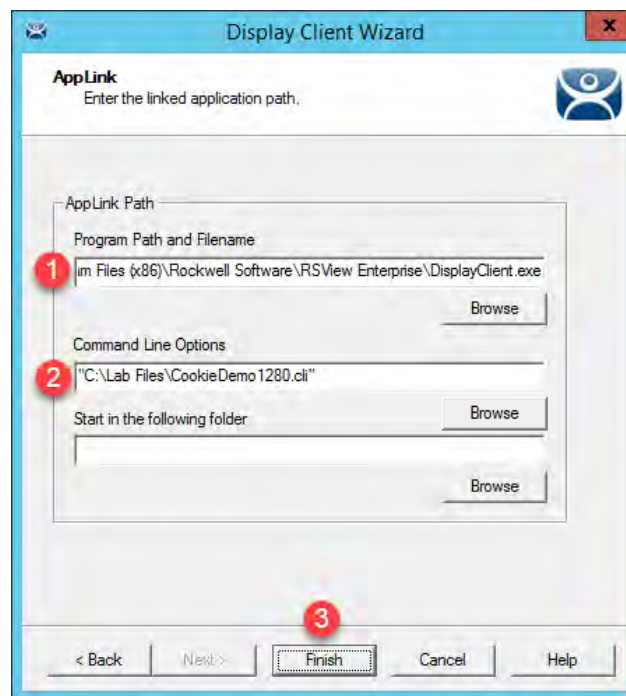 Display Client Wizard
x
AppLink
Enter the linked application path.
AppLink Path
Program Path and Filename
1
ım Files (x86)\Rockwell Software\RSView Enterprise\DisplayClient.exe
Browse
Command Line Options
2
"C:\Lab Files\CookieDemo1280.cli"
Start in the following folder
Browse
Browse
3
< Back Next > Finish Cancel Help